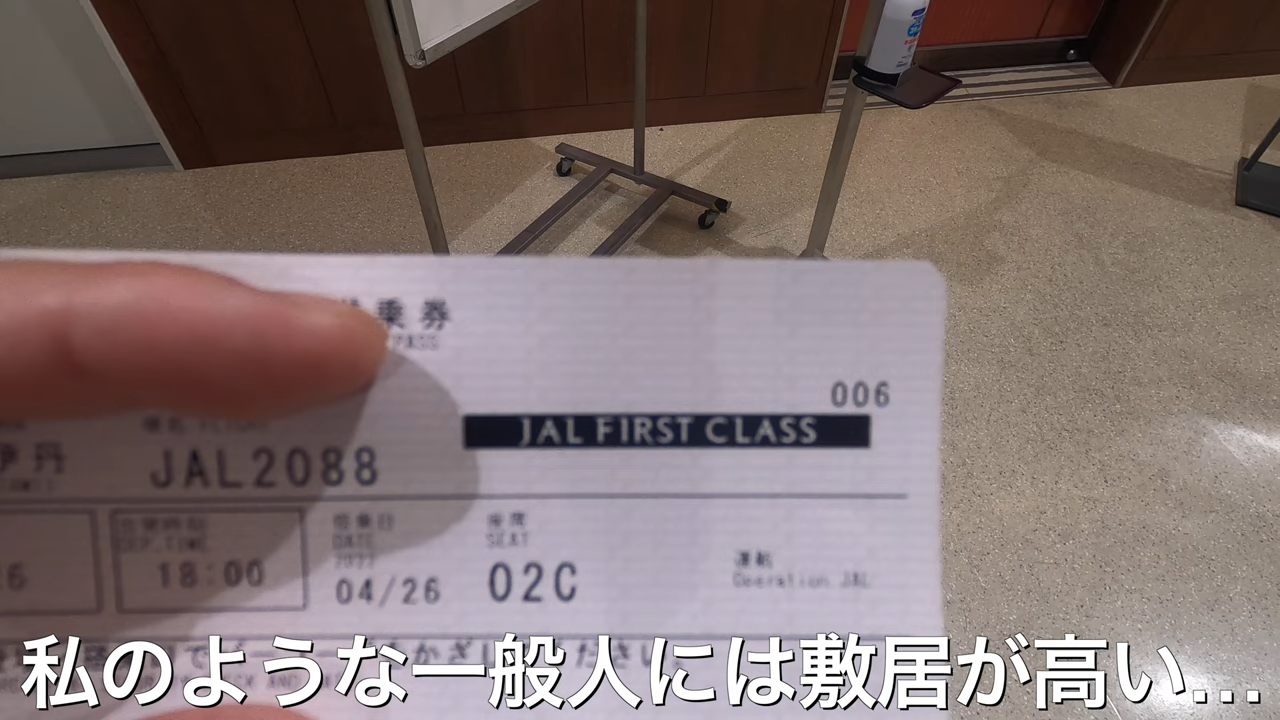 乗券
PASS
006
JAL FIRST CLASS
伊丹
JAL2088
出発時刻
DEP.TIME
18:00
搭乗日
DATE
04/26
座席
SEAT
02C
運航
Operation JAL
私のような一般人には敷居が高い…